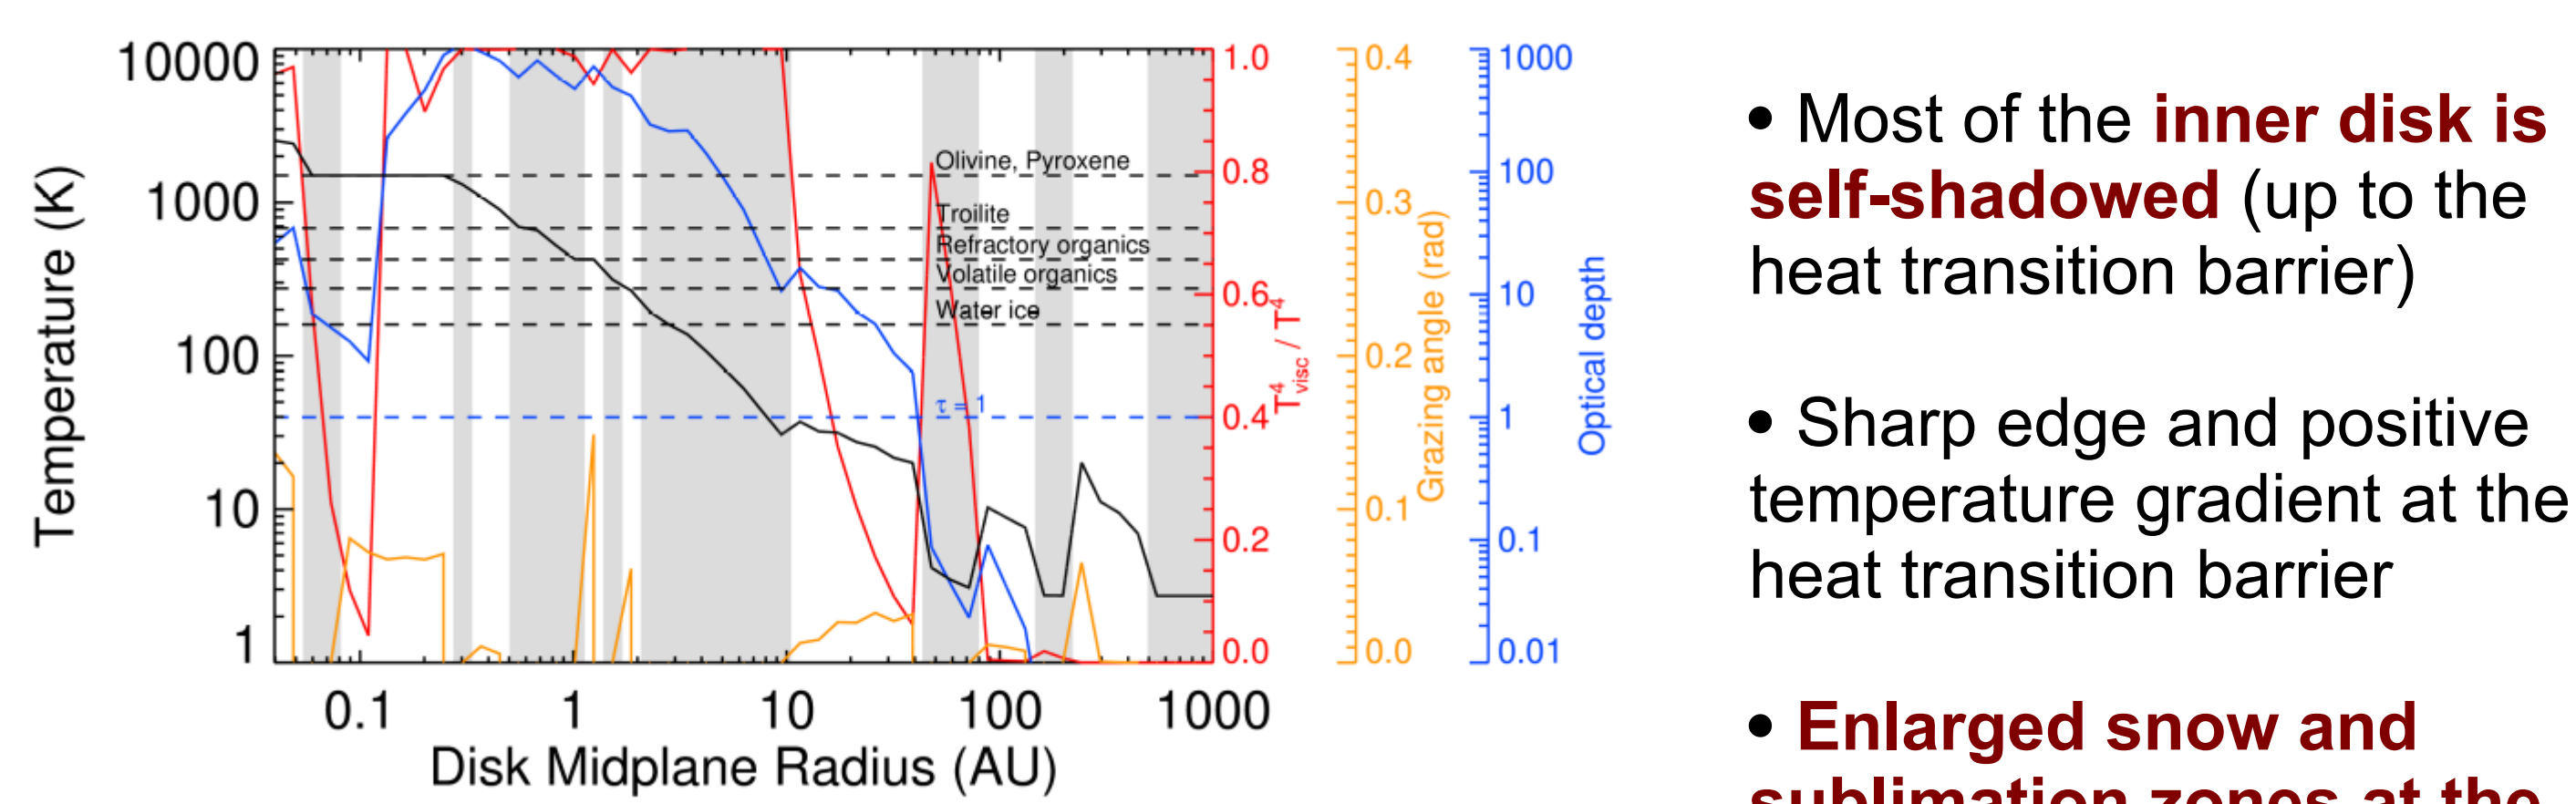 10000
1000
100
10
1
Temperature (K)
0.1
1
10
100
1000
Disk Midplane Radius (AU)
Olivine, Pyroxene
Troilite
Refractory organics
Volatile organics
Water ice
τ = 1
1.0
0.8
0.6
0.4
0.2
0.0
T⁴visc / T⁴
0.4
0.3
0.2
0.1
0.0
Grazing angle (rad)
1000
100
10
1
0.1
0.01
Optical depth
• Most of the inner disk is
self-shadowed (up to the
heat transition barrier)
• Sharp edge and positive
temperature gradient at the
heat transition barrier
• Enlarged snow and
sublimation zones at the